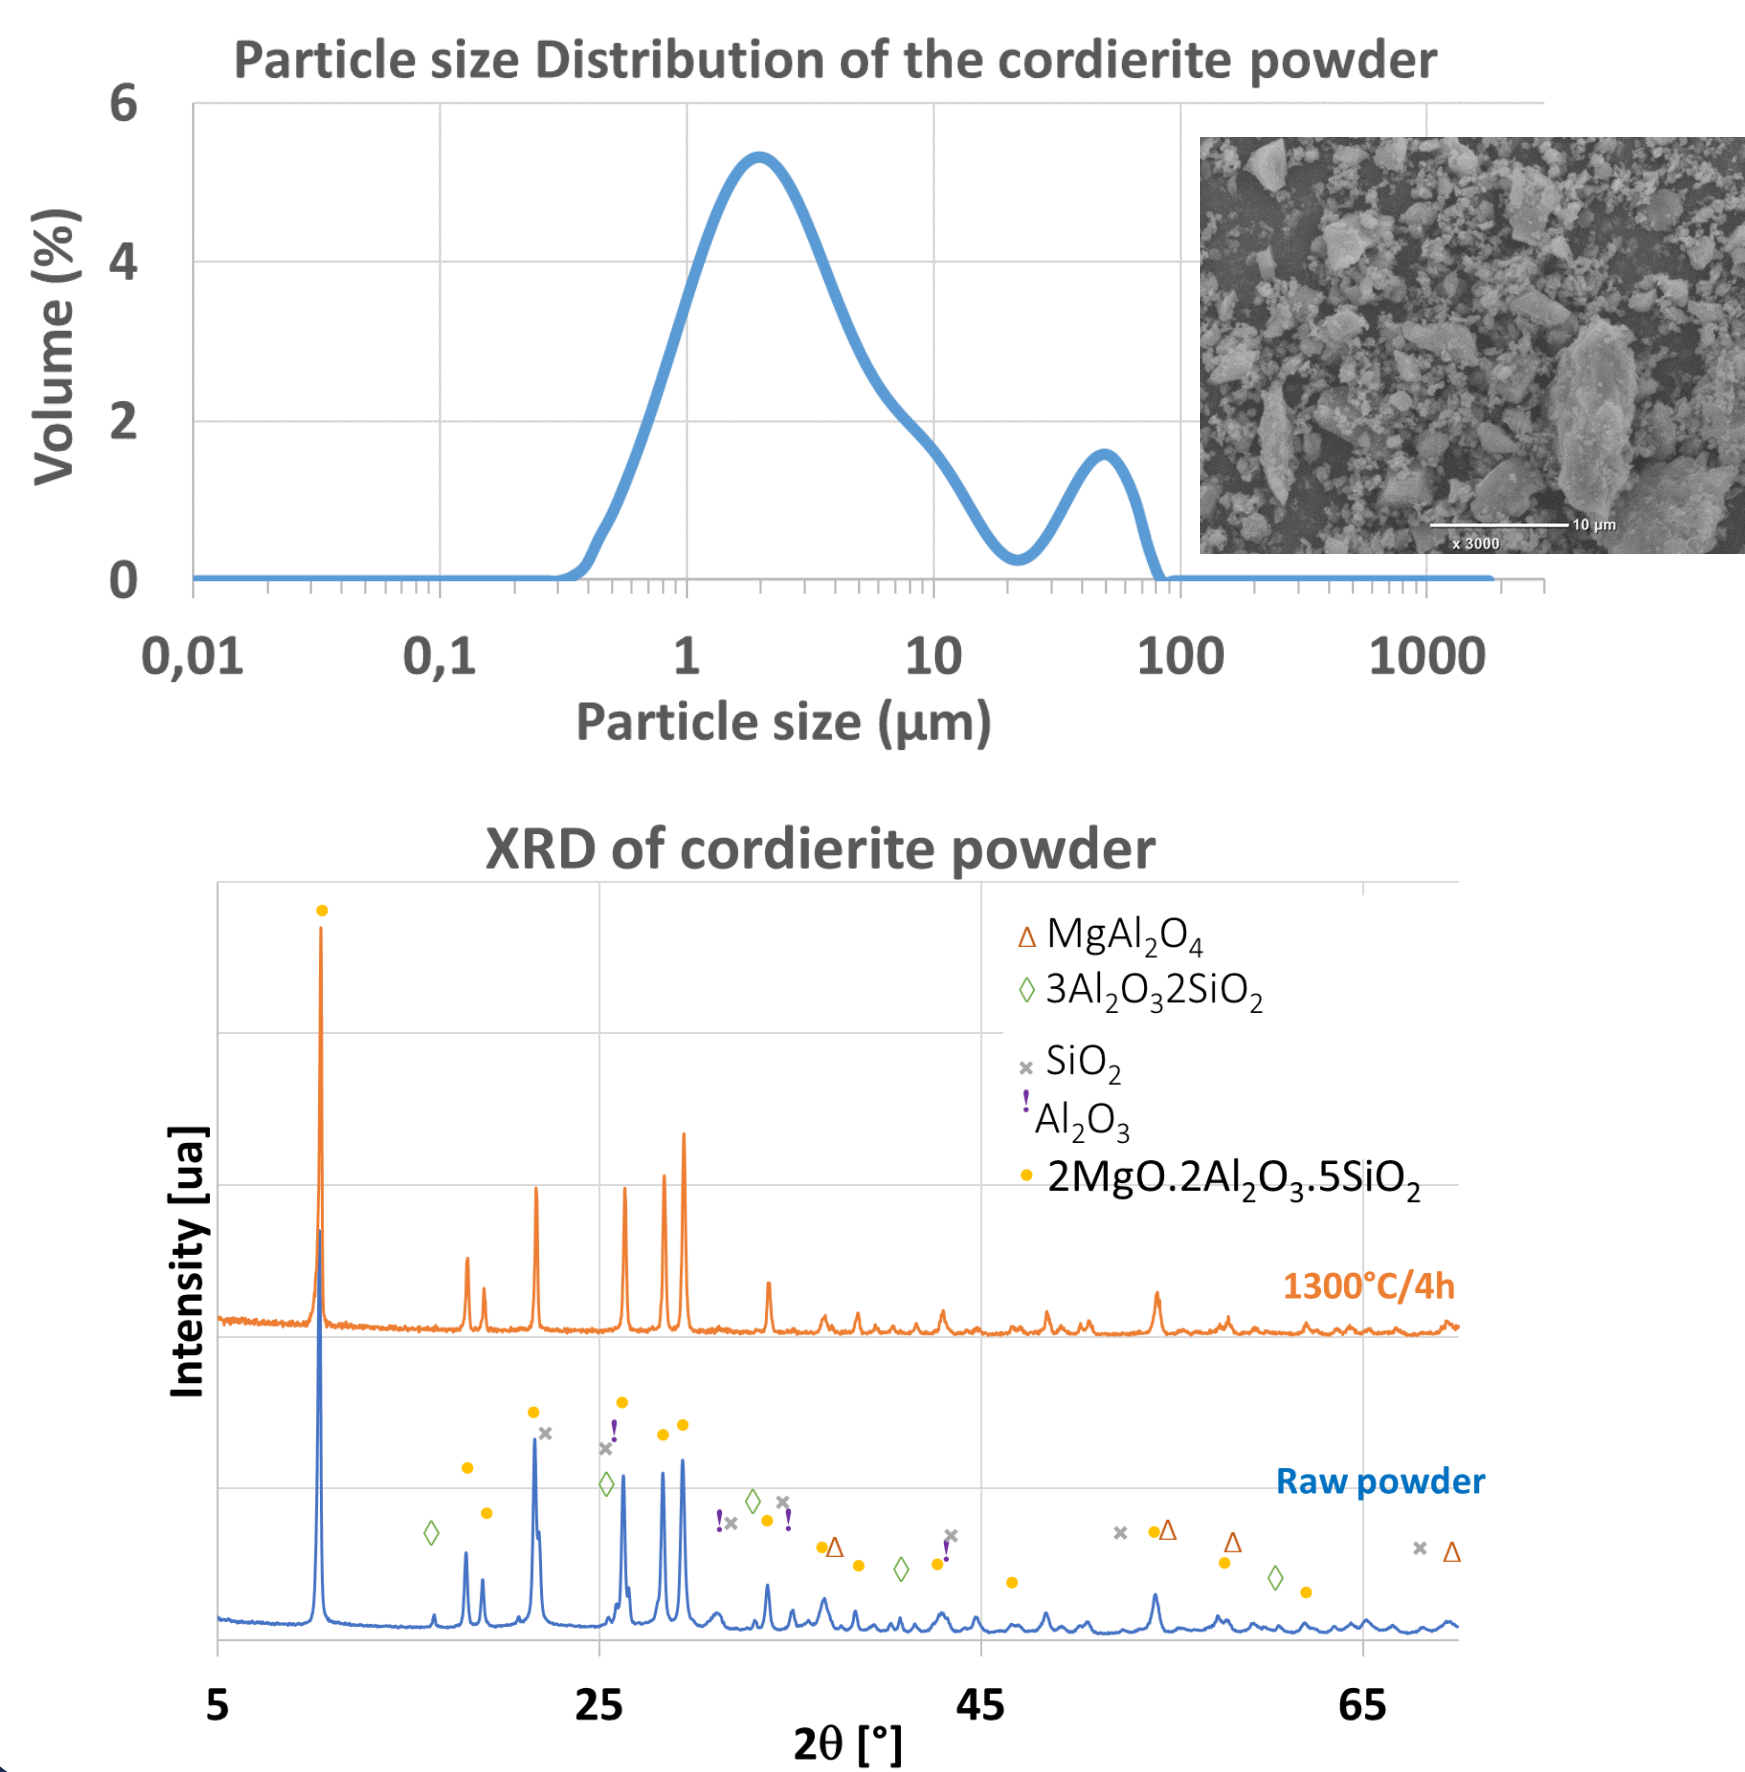 Particle size Distribution of the cordierite powder
6
4
2
0
Volume (%)
10 µm
x 3000
0,01 0,1 1 10 100 1000
Particle size (µm)
XRD of cordierite powder
Δ MgAl₂O₄
◊ 3Al₂O₃2SiO₂
× SiO₂
! Al₂O₃
● 2MgO.2Al₂O₃.5SiO₂
Intensity [ua]
1300°C/4h
Raw powder
5 25 45 65
2θ [°]